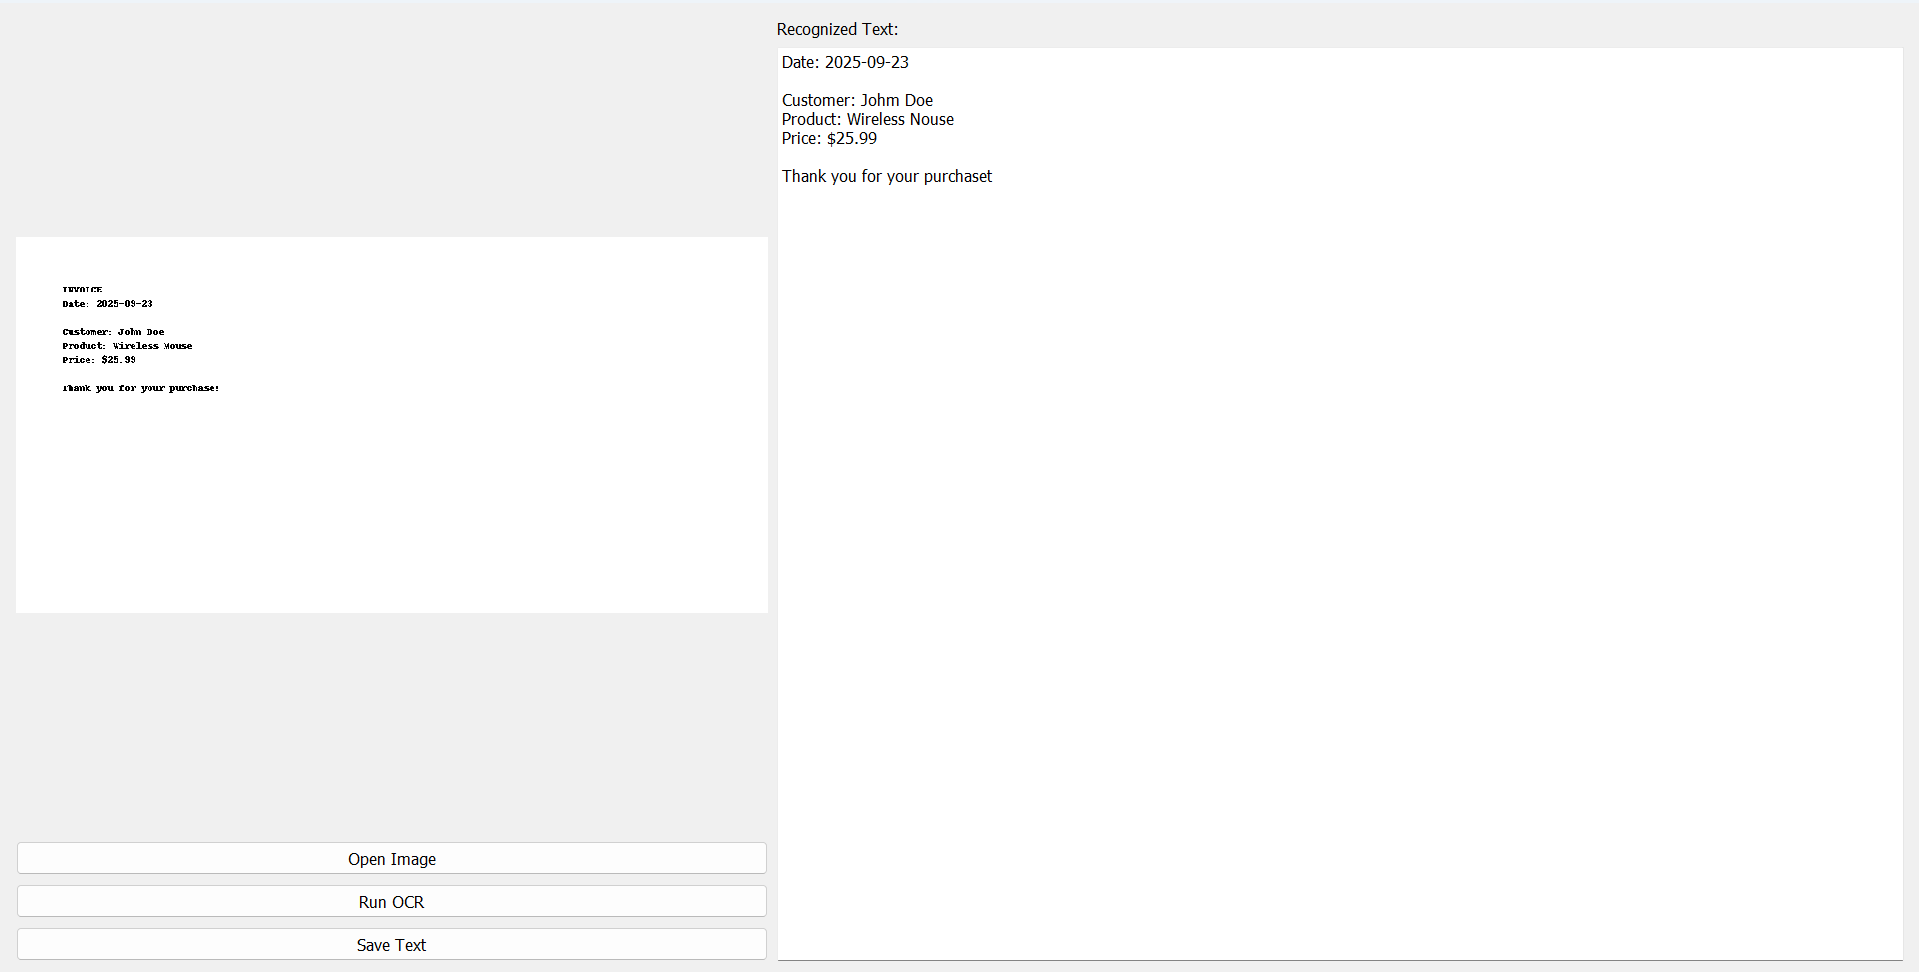 Recognized Text:
Date: 2025-09-23
Customer: Johm Doe
Product: Wireless Nouse
Price: $25.99
Thank you for your purchaset
INVOICE
Date: 2025-09-23
Customer: John Doe
Product: Wireless Mouse
Price: $25.99
Thank you for your purchase!
Open Image
Run OCR
Save Text